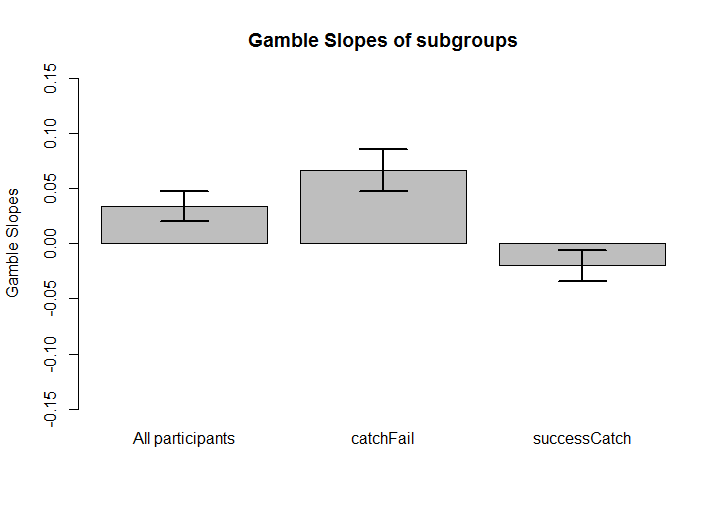 Gamble Slopes of subgroups
Gamble Slopes
0.15
0.10
0.05
0.00
-0.05
-0.10
-0.15
All participants
catchFail
successCatch